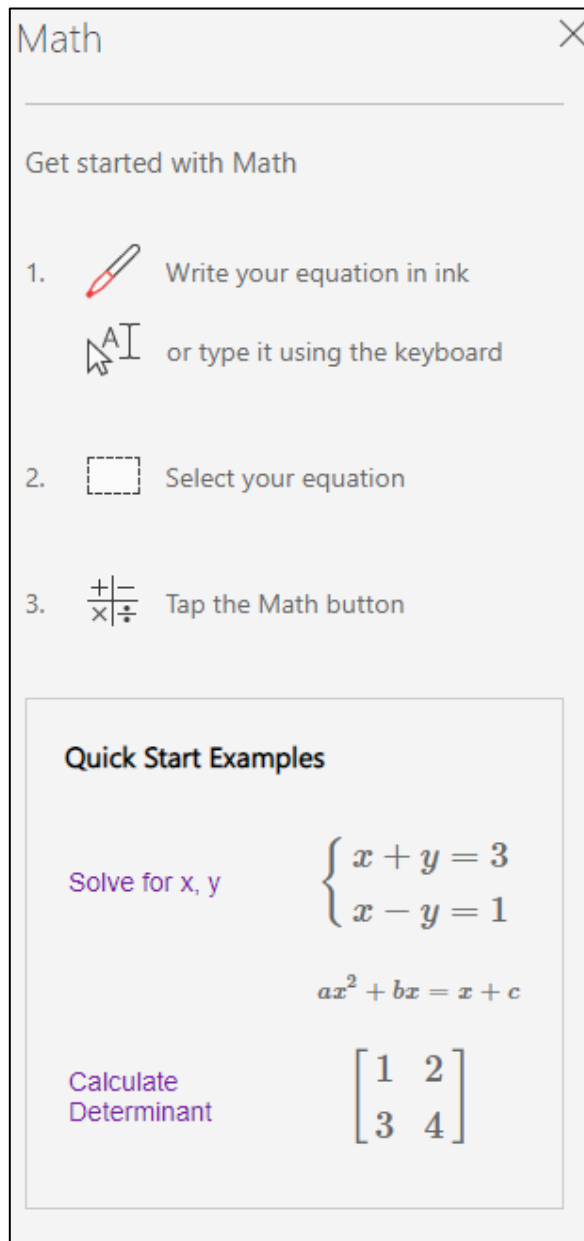 Math
Get started with Math
1. Write your equation in ink
or type it using the keyboard
2. Select your equation
3. Tap the Math button
Quick Start Examples
Solve for x, y
x + y = 3
x − y = 1
ax² + bx = x + c
Calculate
Determinant
1 2
3 4